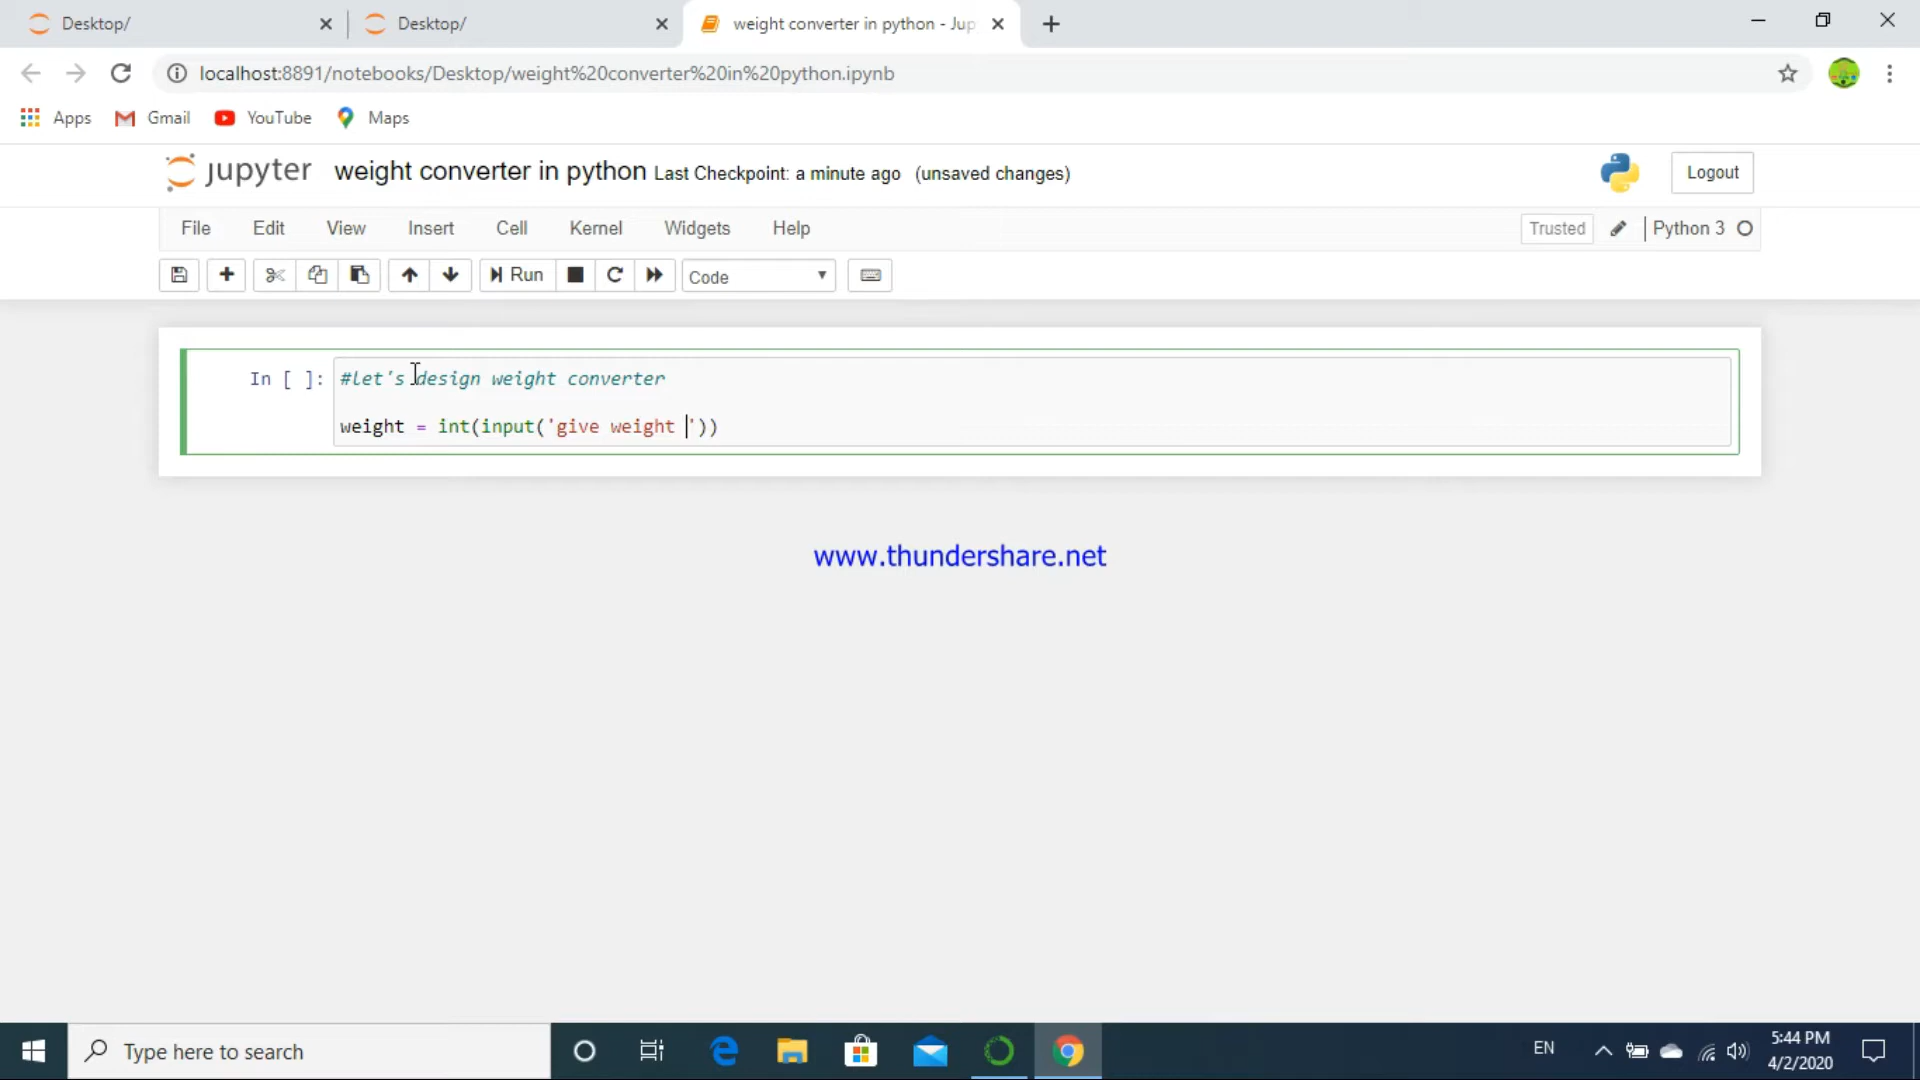 Desktop/
Desktop/
weight converter in python - Jup
localhost:8891/notebooks/Desktop/weight%20converter%20in%20python.ipynb
Apps Gmail YouTube Maps
jupyter weight converter in python Last Checkpoint: a minute ago (unsaved changes) Logout
File Edit View Insert Cell Kernel Widgets Help Trusted Python 3
Run Code
In [ ]: #let's design weight converter
weight = int(input('give weight '))
www.thundershare.net
Type here to search
EN
5:44 PM
4/2/2020